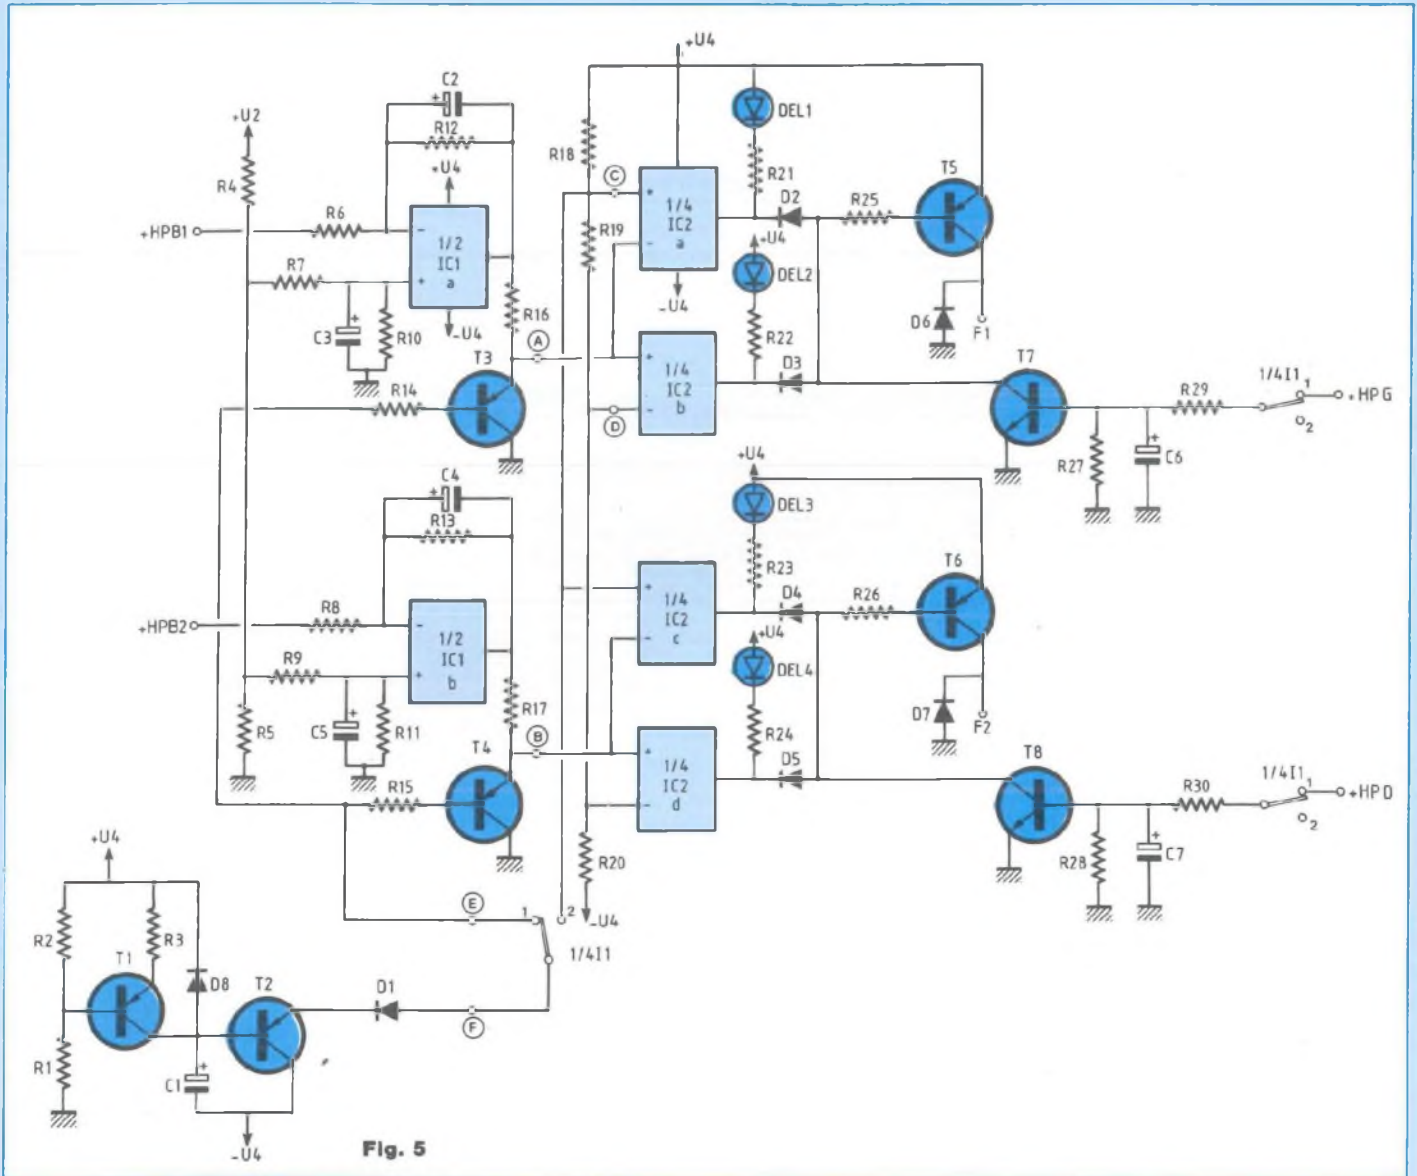 +U4
C2
DEL1
+U2
R12
R18
+U4
C
R21
T5
R4
D2
R25
R6
1/4
IC2
a
+HPB1
1/2
IC1
a
R19
+U4
R7
DEL2
-U4
D6
F1
R16
R22
C3
R10
-U4
A
T7
T3
1/4
IC2
b
D3
1/4I1
1
R29
+HPG
R14
2
D
+U4
R27
C6
C4
DEL3
R13
R23
T6
R8
1/4
IC2
c
D4
R26
+HPB2
1/2
IC1
b
+U4
R9
DEL4
R17
D7
F2
R5
C5
R11
B
R24
T8
T4
1/4
IC2
d
D5
1/4I1
1
R15
R30
+HPD
2
+U4
R20
R28
C7
E
1
2
-U4
R2
R3
1/4I1
T1
D8
T2
D1
F
R1
C1
-U4
Fig. 5